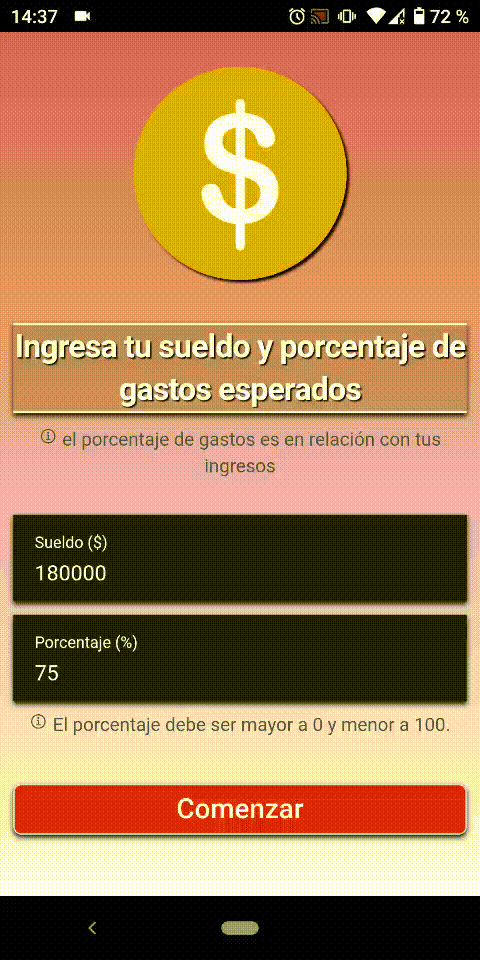 14:37 72 %
$
Ingresa tu sueldo y porcentaje de
gastos esperados
el porcentaje de gastos es en relación con tus
ingresos
Sueldo ($)
180000
Porcentaje (%)
75
El porcentaje debe ser mayor a 0 y menor a 100.
Comenzar